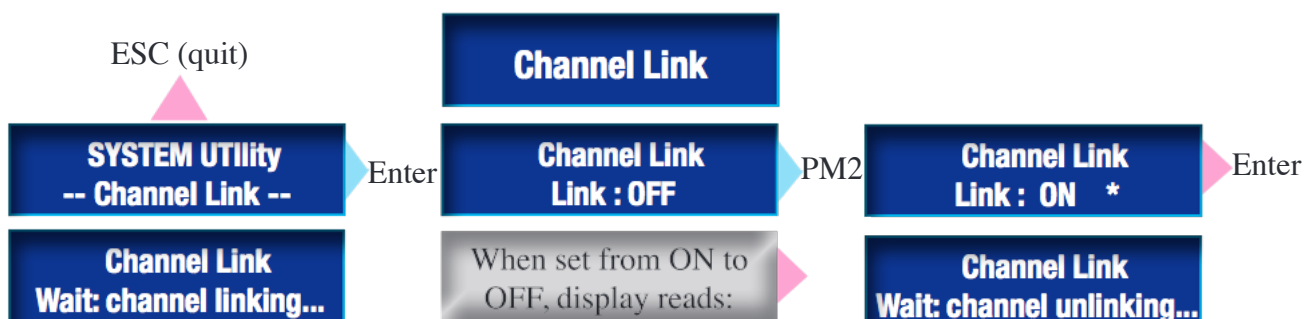 ESC (quit)
Channel Link
SYSTEM UTIlity
-- Channel Link --
Enter
Channel Link
Link : OFF
PM2
Channel Link
Link : ON *
Enter
Channel Link
Wait: channel linking...
When set from ON to
OFF, display reads:
Channel Link
Wait: channel unlinking...